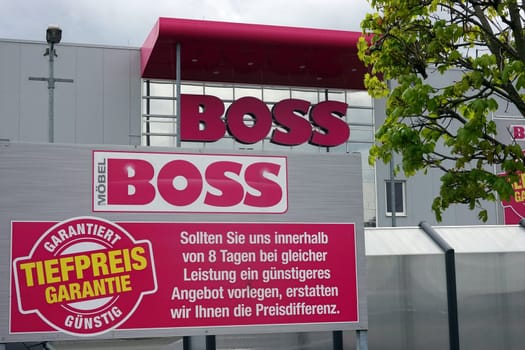 BOSS
MÖBEL
BOSS
GARANTIERT
TIEFPREIS
GARANTIE
GÜNSTIG
Sollten Sie uns innerhalb
von 8 Tagen bei gleicher
Leistung ein günstigeres
Angebot vorlegen, erstatten
wir Ihnen die Preisdifferenz.